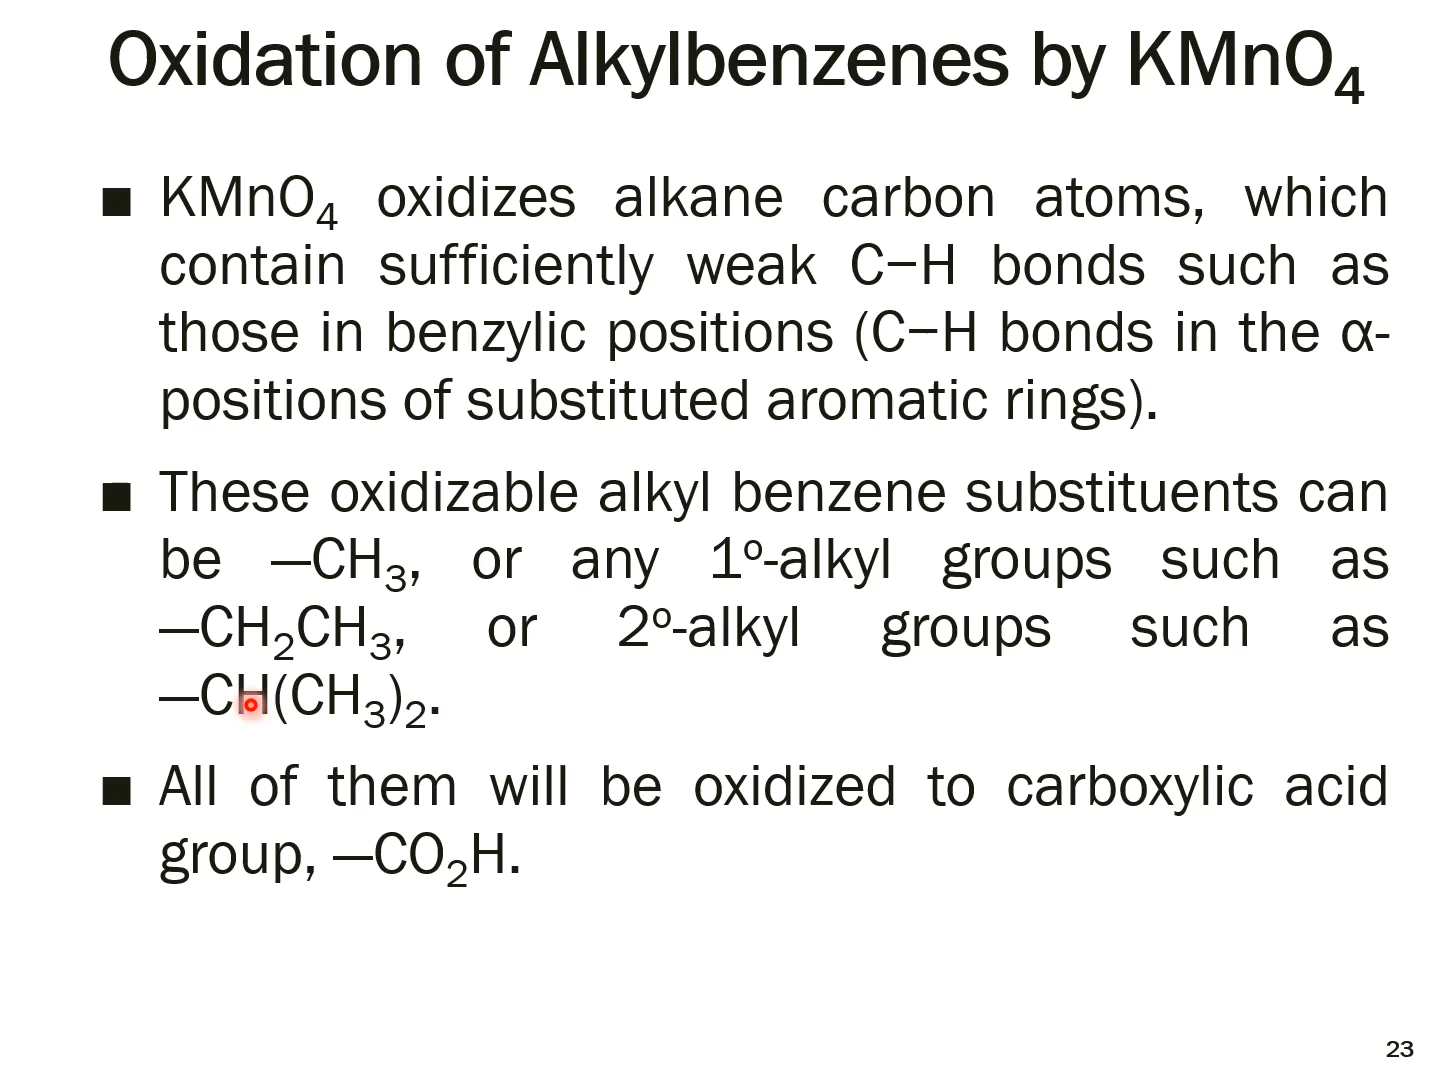 Oxidation of Alkylbenzenes by KMnO₄
■ KMnO₄ oxidizes alkane carbon atoms, which
contain sufficiently weak C−H bonds such as
those in benzylic positions (C−H bonds in the α-
positions of substituted aromatic rings).
■ These oxidizable alkyl benzene substituents can
be —CH₃, or any 1º-alkyl groups such as
—CH₂CH₃, or 2º-alkyl groups such as
—CH(CH₃)₂.
■ All of them will be oxidized to carboxylic acid
group, —CO₂H.
23